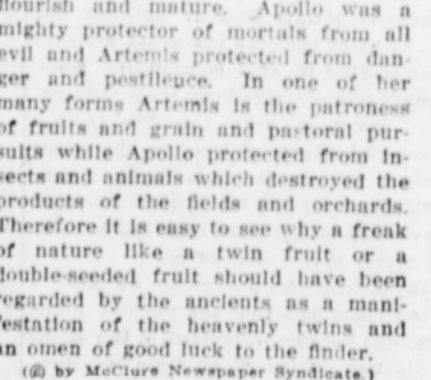 flourish and mature. Apollo was a
mighty protector of mortals from all
evil and Artemis protected from dan-
ger and pestilence. In one of her
many forms Artemis is the patroness
of fruits and grain and pastoral pur-
suits while Apollo protected from in-
sects and animals which destroyed the
products of the fields and orchards.
Therefore it is easy to see why a freak
of nature like a twin fruit or a
double-seeded fruit should have been
regarded by the ancients as a mani-
festation of the heavenly twins and
an omen of good luck to the finder.
(© by McClure Newspaper Syndicate.)